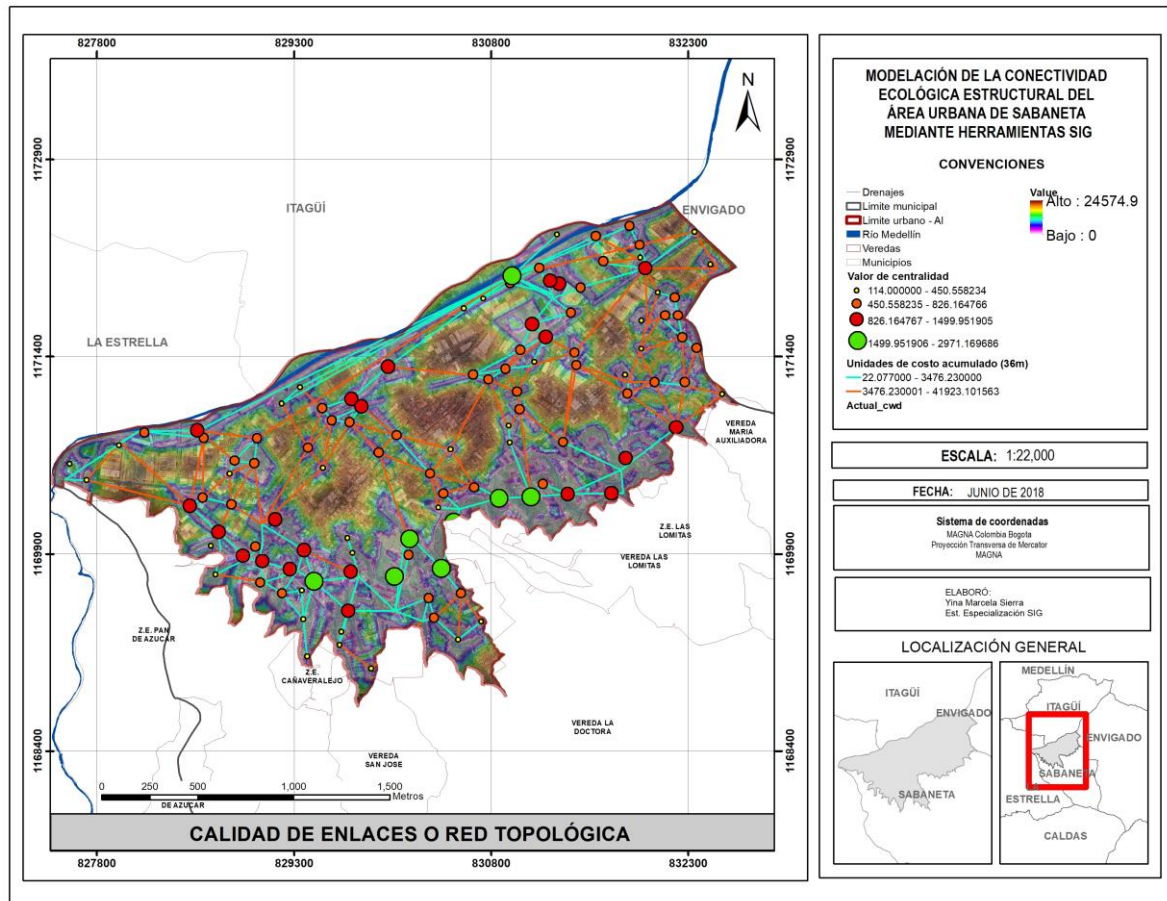 827800 829300 830800 832300
1172900 1172900
1171400 1171400
1169900 1169900
1168400 1168400
N
ITAGÜÍ
ENVIGADO
LA ESTRELLA
VEREDA
MARIA
AUXILIADORA
Z.E. LAS
LOMITAS
VEREDA LAS
LOMITAS
Z.E. PAN
DE AZUCAR
Z.E.
CAÑAVERALEJO
VEREDA LA
DOCTORA
VEREDA
SAN JOSE
0 250 500 1,000 1,500
Metros
DE AZUCAR
CALIDAD DE ENLACES O RED TOPOLÓGICA
827800 829300 830800 832300
MODELACIÓN DE LA CONECTIVIDAD
ECOLÓGICA ESTRUCTURAL DEL
ÁREA URBANA DE SABANETA
MEDIANTE HERRAMIENTAS SIG
CONVENCIONES
Drenajes
Limite municipal
Limite urbano - AI
Río Medellín
Veredas
Municipios
Value
Alto : 24574.9
Bajo : 0
Valor de centralidad
114.000000 - 450.558234
450.558235 - 826.164766
826.164767 - 1499.951905
1499.951906 - 2971.169686
Unidades de costo acumulado (36m)
22.077000 - 3476.230000
3476.230001 - 41923.101563
Actual_cwd
ESCALA: 1:22,000
FECHA: JUNIO DE 2018
Sistema de coordenadas
MAGNA Colombia Bogota
Proyección Transversa de Mercator
MAGNA
ELABORÓ:
Yina Marcela Sierra
Est. Especialización SIG
LOCALIZACIÓN GENERAL
ITAGÜÍ
ENVIGADO
SABANETA
MEDELLÍN
ITAGÜÍ
ENVIGADO
SABANETA
ESTRELLA
CALDAS